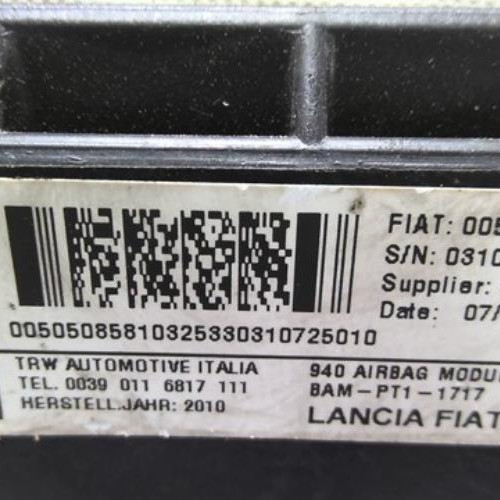 FIAT: 005
S/N: 0310
Supplier:
Date: 07/
00505085810325330310725010
TRW AUTOMOTIVE ITALIA
TEL. 0039 011 6817 111
HERSTELL.JAHR: 2010
940 AIRBAG MODU
BAM-PT1-1717
LANCIA FIAT